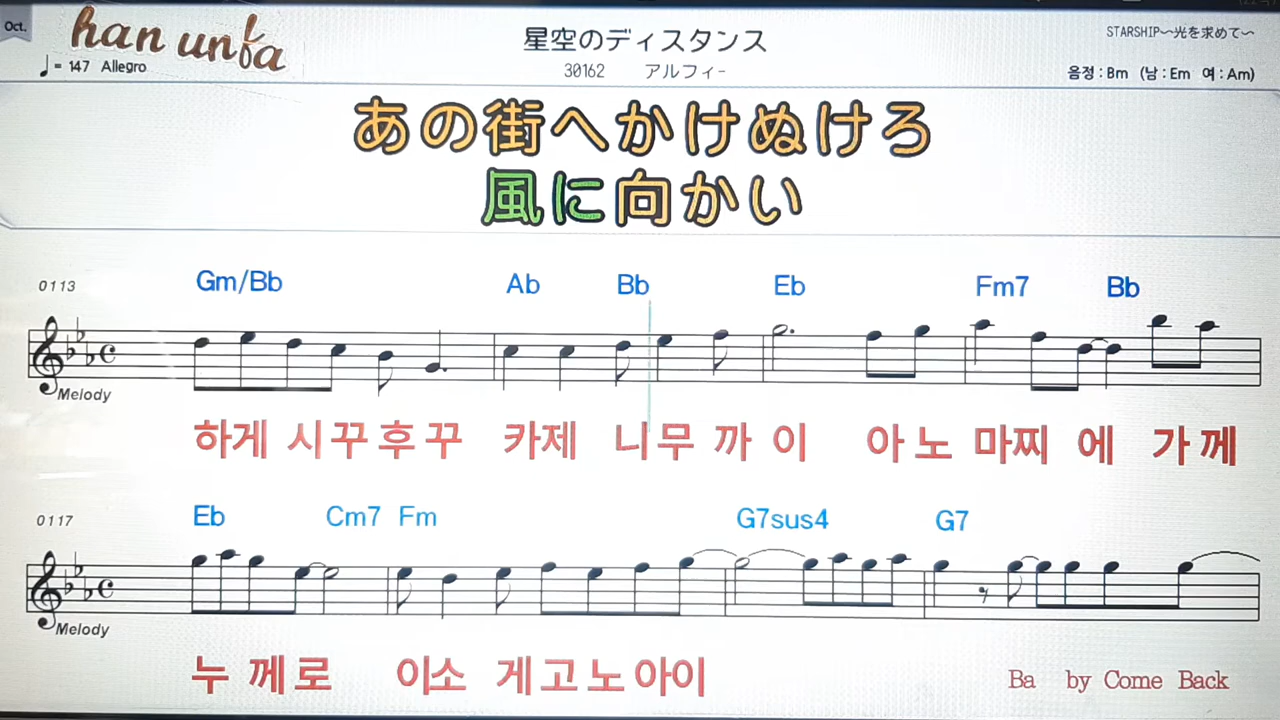 Oct.
han unla
♩= 147 Allegro
星空のディスタンス
30162 アルフィ-
STARSHIP〜光を求めて〜
음정 : Bm (남 : Em 여 : Am)
あの街へかけぬけろ
風に向かい
0113
Gm/Bb Ab Bb Eb Fm7 Bb
Melody
하게 시꾸후꾸 카제 니무 까 이 아노 마찌 에 가께
0117
Eb Cm7 Fm G7sus4 G7
Melody
누 께로 이소 게고노아이 Ba by Come Back